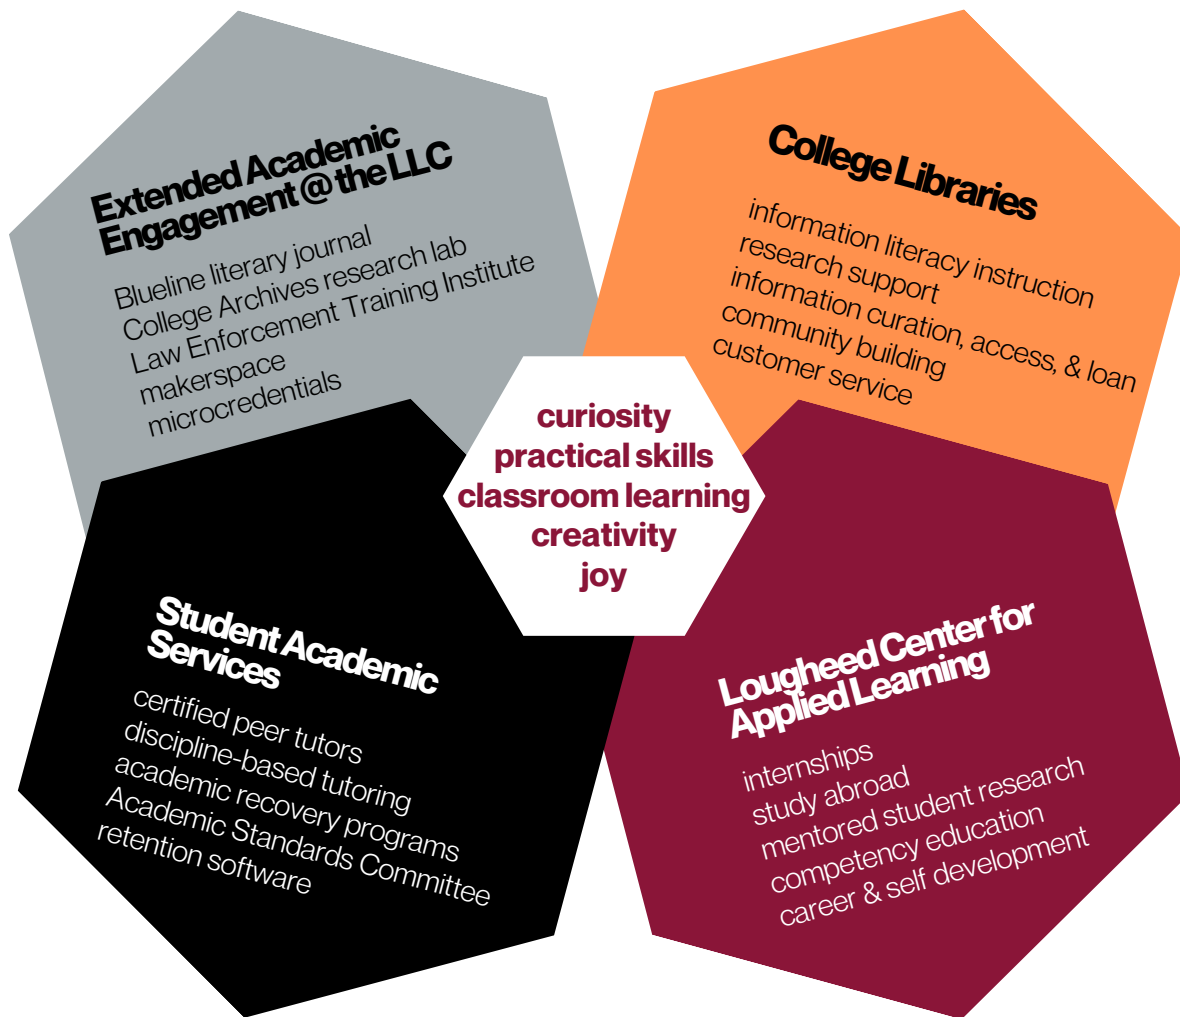 Extended Academic
Engagement @ the LLC
Blueline literary journal
College Archives research lab
Law Enforcement Training Institute
makerspace
microcredentials
College Libraries
information literacy instruction
research support
information curation, access, & loan
community building
customer service
curiosity
practical skills
classroom learning
creativity
joy
Student Academic
Services
certified peer tutors
discipline-based tutoring
academic recovery programs
Academic Standards Committee
retention software
Lougheed Center for
Applied Learning
internships
study abroad
mentored student research
competency education
career & self development